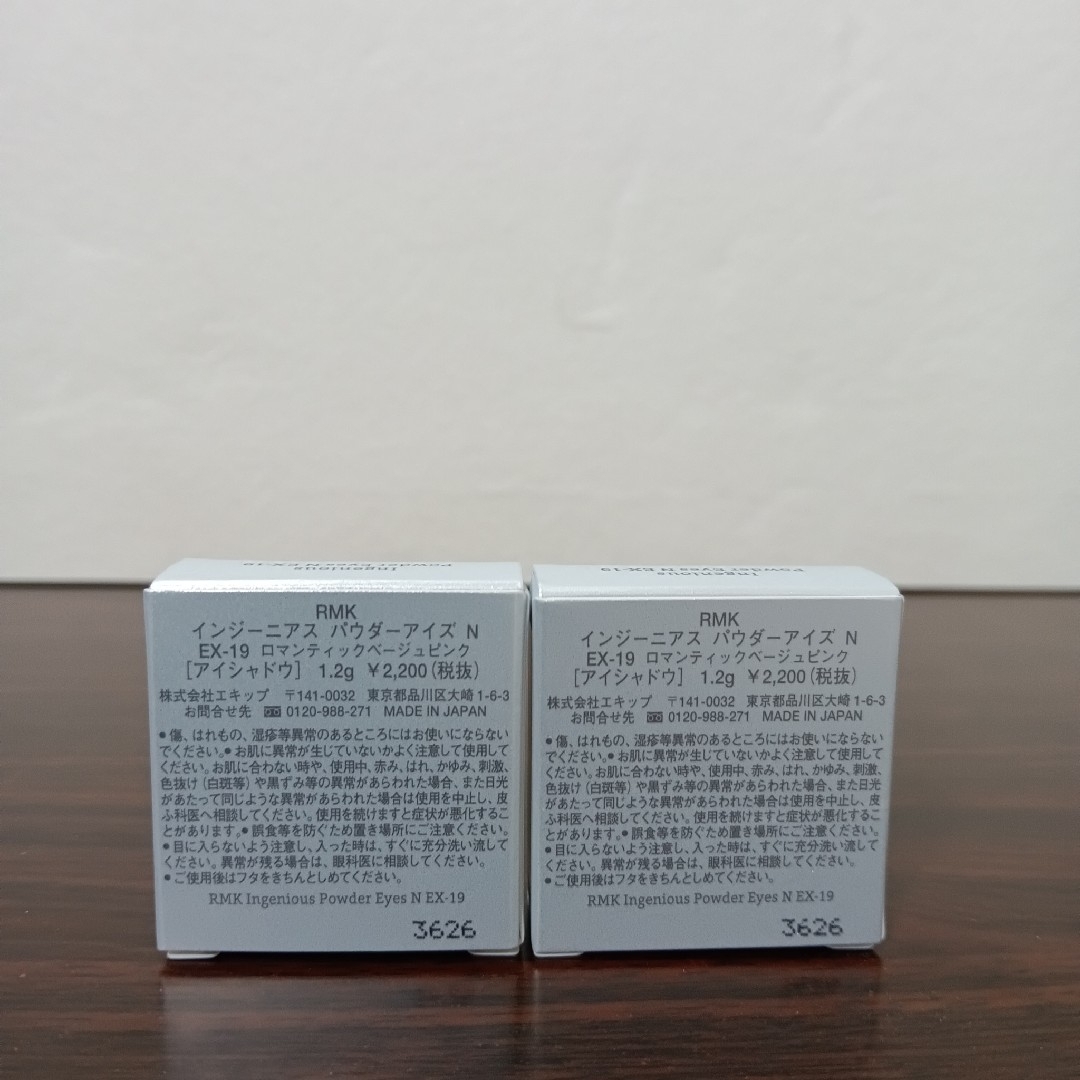 Ingenious
Powder Eyes N EX-19
RMK
インジーニアス パウダーアイズ N
EX-19 ロマンティックベージュピンク
[アイシャドウ] 1.2g ¥2,200(税抜)
株式会社エキップ 〒141-0032 東京都品川区大崎1-6-3
お問合せ先 0120-988-271 MADE IN JAPAN
●傷、はれもの、湿疹等異常のあるところにはお使いにならない
でください。●お肌に異常が生じていないかよく注意して使用して
ください。お肌に合わない時や、使用中、赤み、はれ、かゆみ、刺激、
色抜け(白斑等)や黒ずみ等の異常があらわれた場合、また日光
があたって同じような異常があらわれた場合は使用を中止し、皮
ふ科医へ相談してください。使用を続けますと症状が悪化するこ
とがあります。●誤食等を防ぐため置き場所にご注意ください。
●目に入らないよう注意し、入った時は、すぐに充分洗い流して
ください。異常が残る場合は、眼科医に相談してください。
●ご使用後はフタをきちんとしめてください。
RMK Ingenious Powder Eyes N EX-19
3626
Ingenious
Powder Eyes N EX-19
RMK
インジーニアス パウダーアイズ N
EX-19 ロマンティックベージュピンク
[アイシャドウ] 1.2g ¥2,200(税抜)
株式会社エキップ 〒141-0032 東京都品川区大崎1-6-3
お問合せ先 0120-988-271 MADE IN JAPAN
●傷、はれもの、湿疹等異常のあるところにはお使いにならない
でください。●お肌に異常が生じていないかよく注意して使用して
ください。お肌に合わない時や、使用中、赤み、はれ、かゆみ、刺激、
色抜け(白斑等)や黒ずみ等の異常があらわれた場合、また日光
があたって同じような異常があらわれた場合は使用を中止し、皮
ふ科医へ相談してください。使用を続けますと症状が悪化するこ
とがあります。●誤食等を防ぐため置き場所にご注意ください。
●目に入らないよう注意し、入った時は、すぐに充分洗い流して
ください。異常が残る場合は、眼科医に相談してください。
●ご使用後はフタをきちんとしめてください。
RMK Ingenious Powder Eyes N EX-19
3626